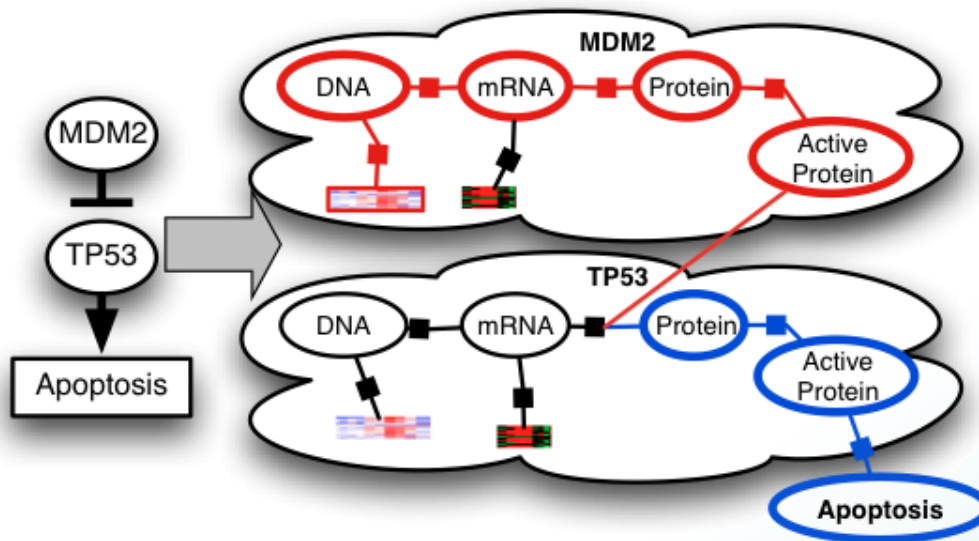 MDM2
TP53
Apoptosis
MDM2
DNA
mRNA
Protein
Active
Protein
TP53
DNA
mRNA
Protein
Active
Protein
Apoptosis